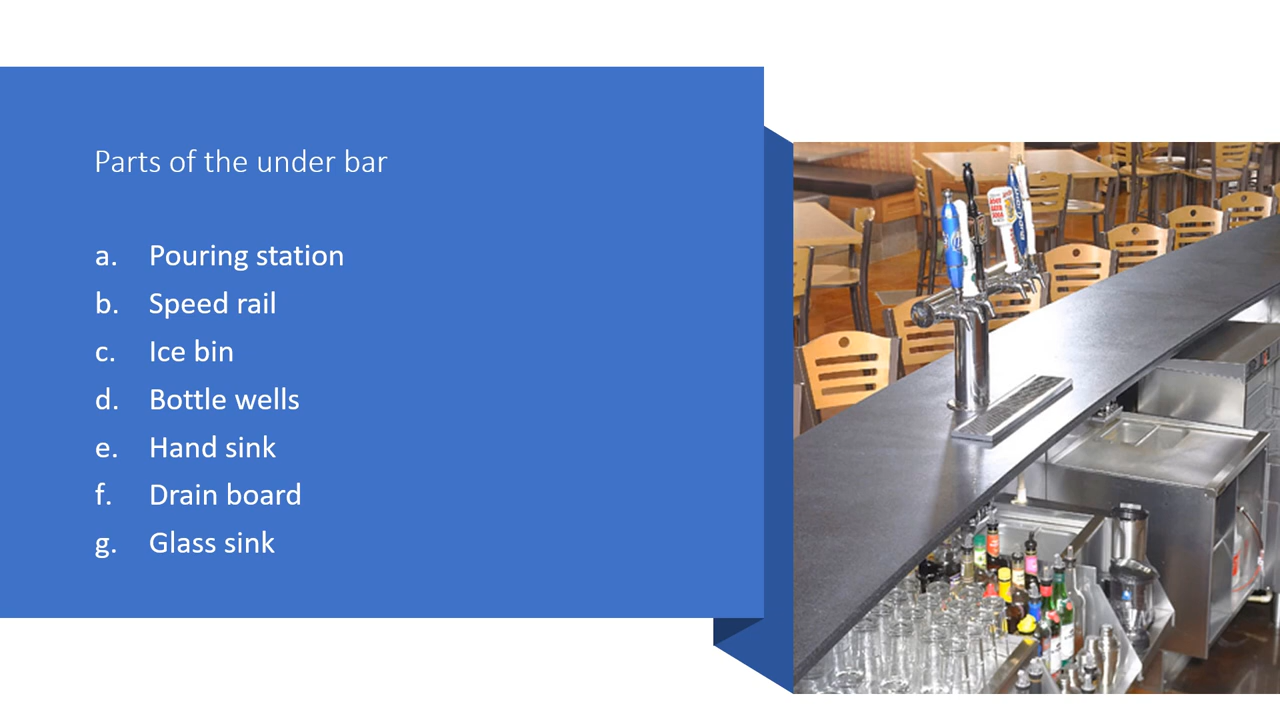 Parts of the under bar
a. Pouring station
b. Speed rail
c. Ice bin
d. Bottle wells
e. Hand sink
f. Drain board
g. Glass sink